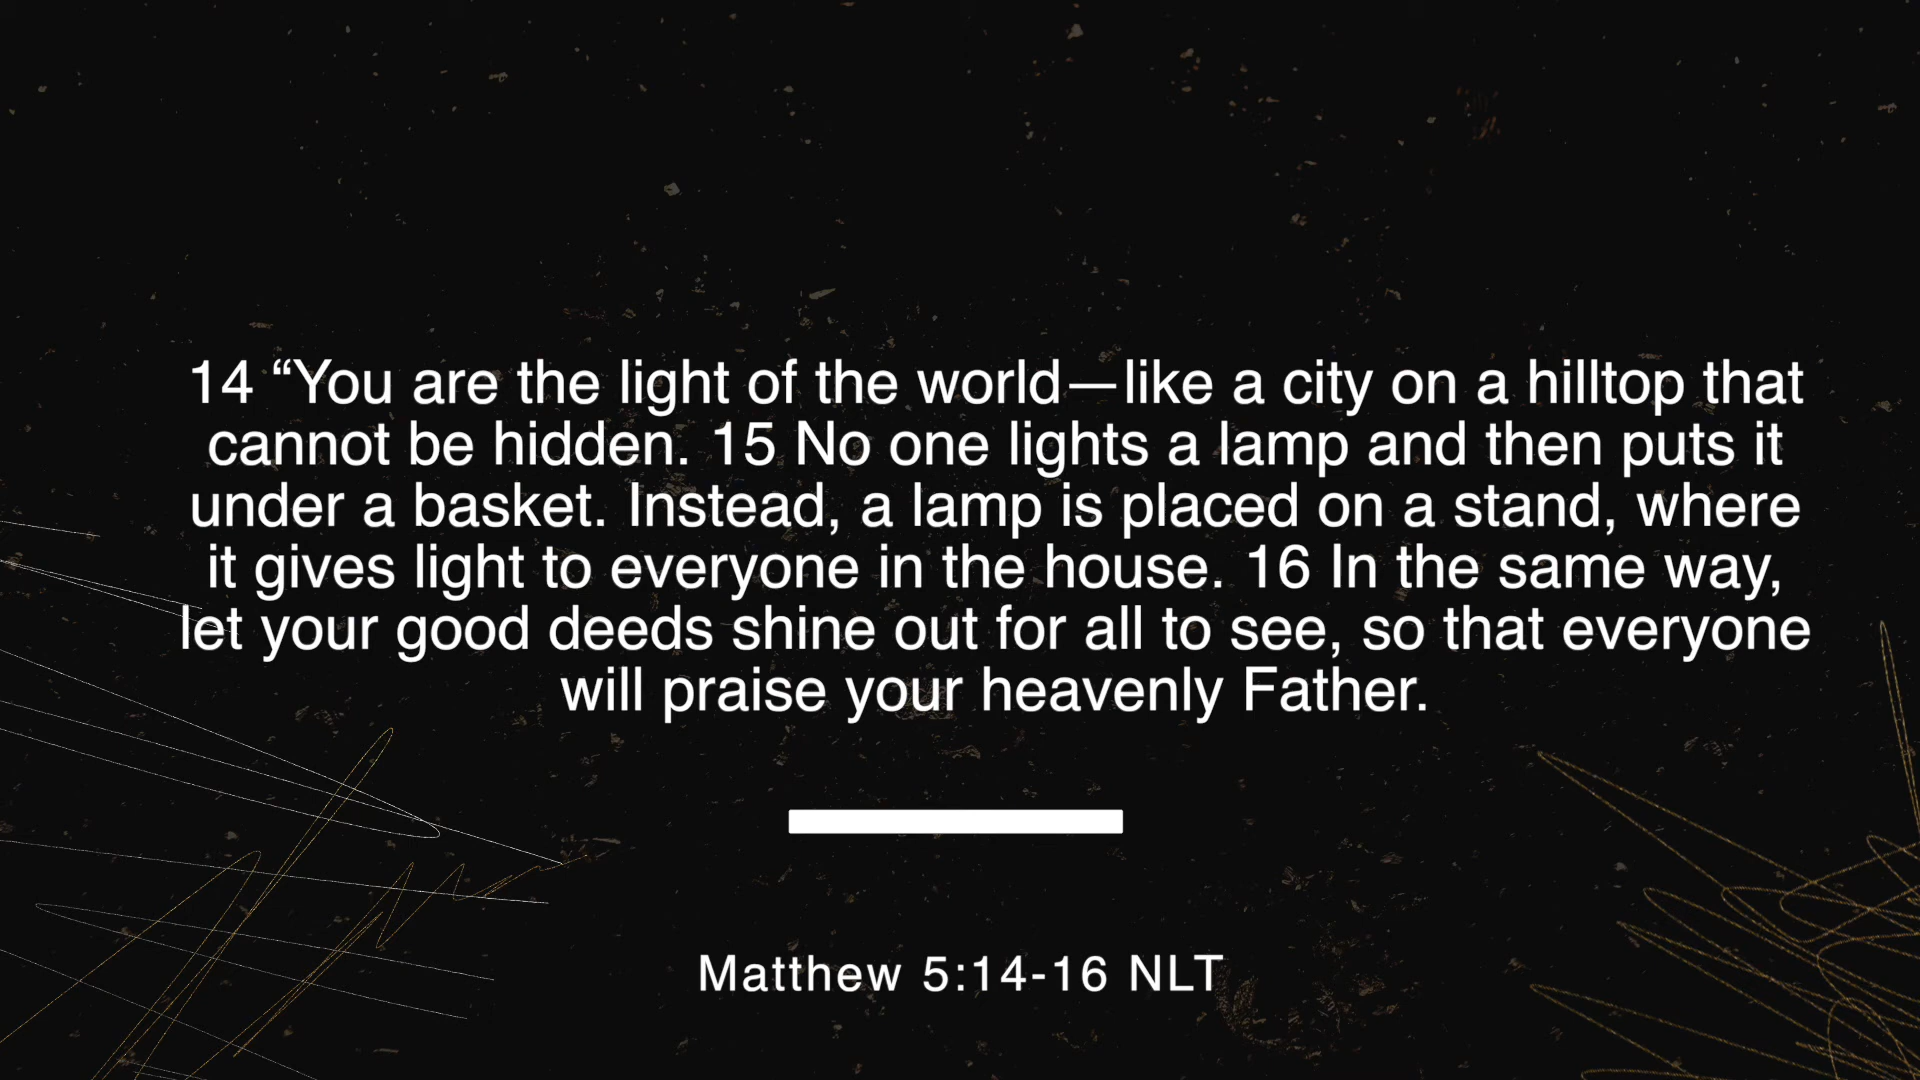 14 “You are the light of the world—like a city on a hilltop that
cannot be hidden. 15 No one lights a lamp and then puts it
under a basket. Instead, a lamp is placed on a stand, where
it gives light to everyone in the house. 16 In the same way,
let your good deeds shine out for all to see, so that everyone
will praise your heavenly Father.
Matthew 5:14-16 NLT